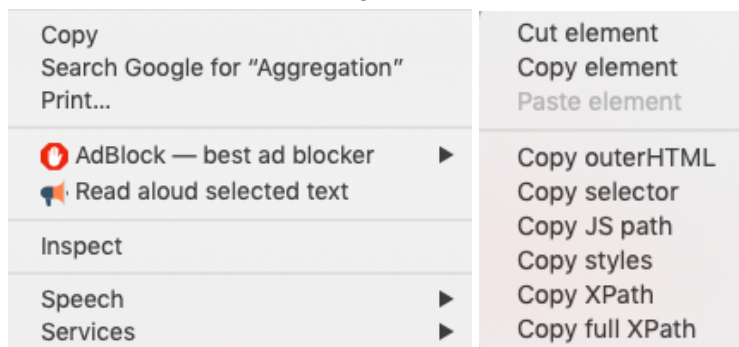 Copy
Search Google for “Aggregation”
Print...
AdBlock — best ad blocker
Read aloud selected text
Inspect
Speech
Services
Cut element
Copy element
Paste element
Copy outerHTML
Copy selector
Copy JS path
Copy styles
Copy XPath
Copy full XPath